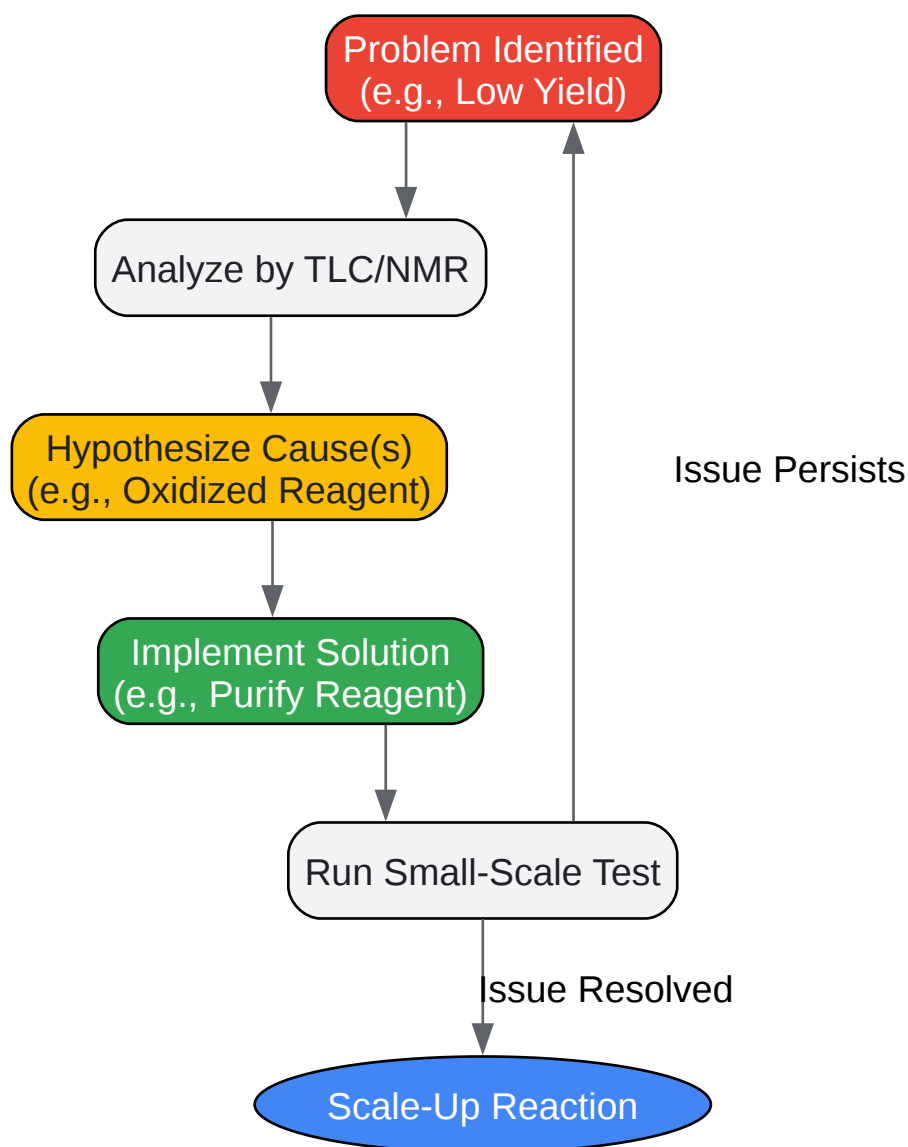 Problem Identified
(e.g., Low Yield)
Analyze by TLC/NMR
Hypothesize Cause(s)
(e.g., Oxidized Reagent)
Issue Persists
Implement Solution
(e.g., Purify Reagent)
Run Small-Scale Test
Issue Resolved
Scale-Up Reaction